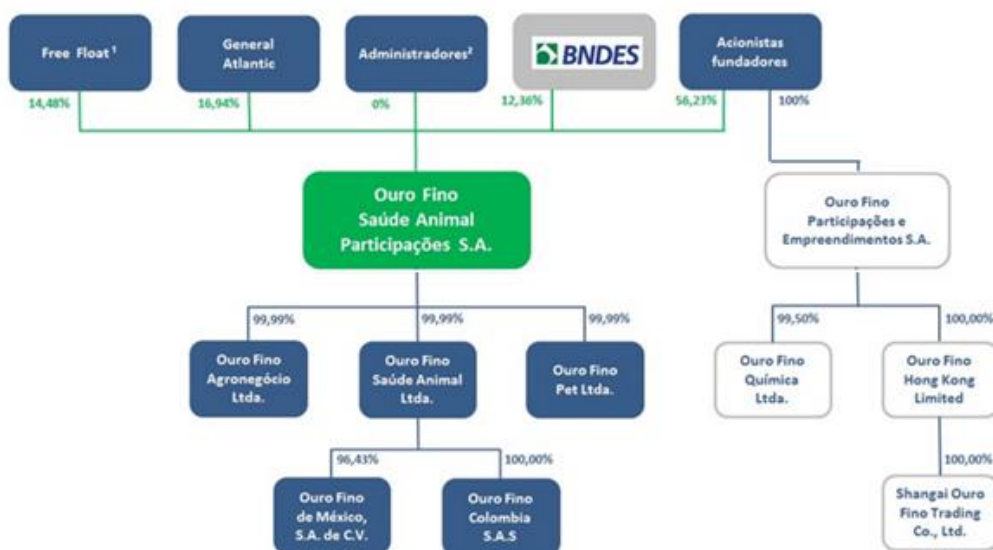 Free Float¹
General
Atlantic
Administradores²
BNDES
Acionistas
fundadores
14,48%
16,94%
0%
12,36%
56,23%
100%
Ouro Fino
Saúde Animal
Participações S.A.
Ouro Fino
Participações e
Empreendimentos S.A.
99,99%
99,99%
99,99%
99,50%
100,00%
Ouro Fino
Agronegócio
Ltda.
Ouro Fino
Saúde Animal
Ltda.
Ouro Fino
Pet Ltda.
Ouro Fino
Química
Ltda.
Ouro Fino
Hong Kong
Limited
96,43%
100,00%
100,00%
Ouro Fino
de México,
S.A. de C.V.
Ouro Fino
Colombia
S.A.S
Shangai Ouro
Fino Trading
Co., Ltd.